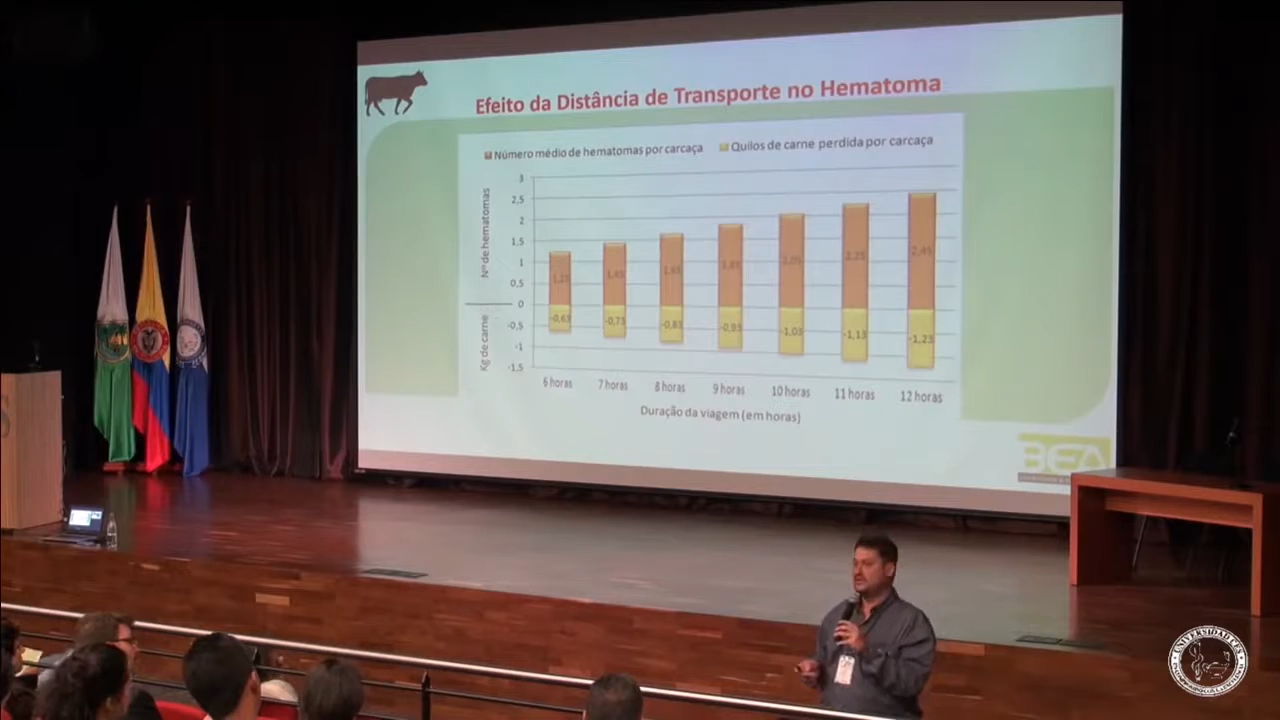 Efeito da Distância de Transporte no Hematoma
Número médio de hematomas por carcaça
Quilos de carne perdida por carcaça
Nº de hematomas
Kg de carne
3
2,5
2
1,5
1
0,5
0
-0,5
-1
-1,5
1,25 1,45 1,65 1,85 2,05 2,25 2,45
-0,63 -0,73 -0,83 -0,93 -1,03 -1,13 -1,23
6 horas 7 horas 8 horas 9 horas 10 horas 11 horas 12 horas
Duração da viagem (em horas)
BEA
UNIVERSIDAD CES